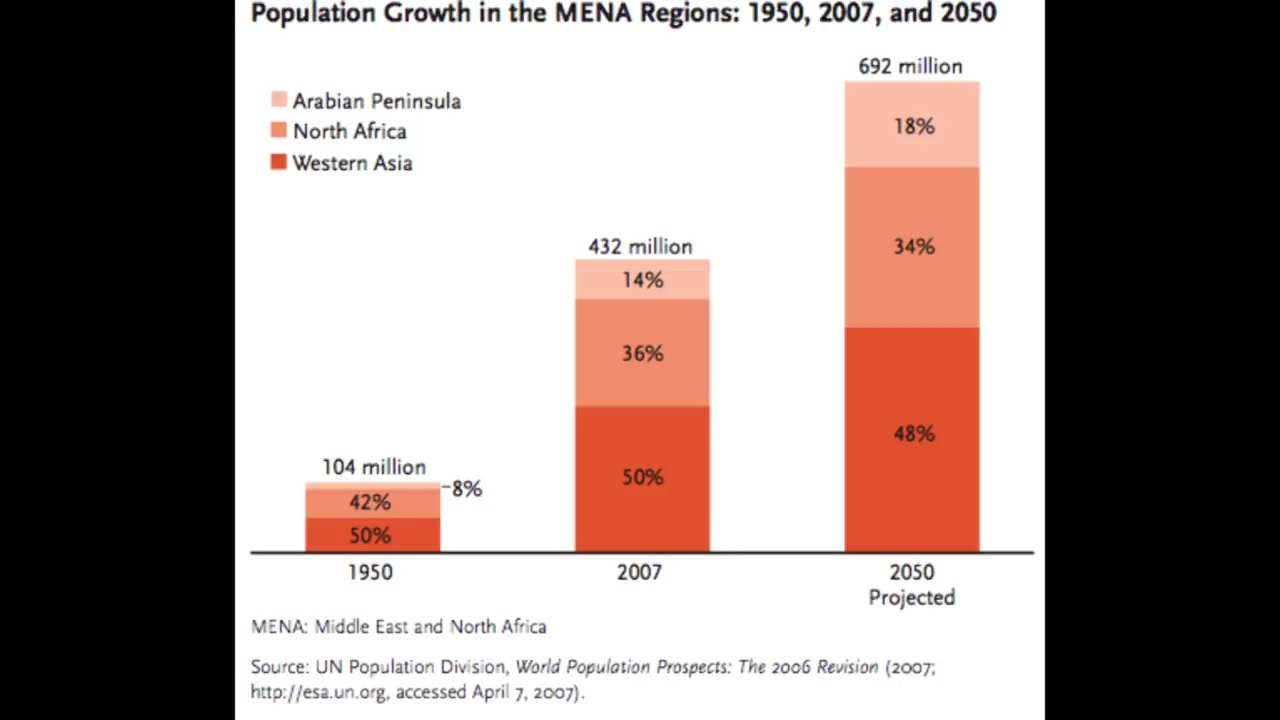 Population Growth in the MENA Regions: 1950, 2007, and 2050
692 million
Arabian Peninsula
North Africa
Western Asia
18%
34%
48%
432 million
14%
36%
50%
104 million
8%
42%
50%
1950
2007
2050
Projected
MENA: Middle East and North Africa
Source: UN Population Division, World Population Prospects: The 2006 Revision (2007;
http://esa.un.org, accessed April 7, 2007).